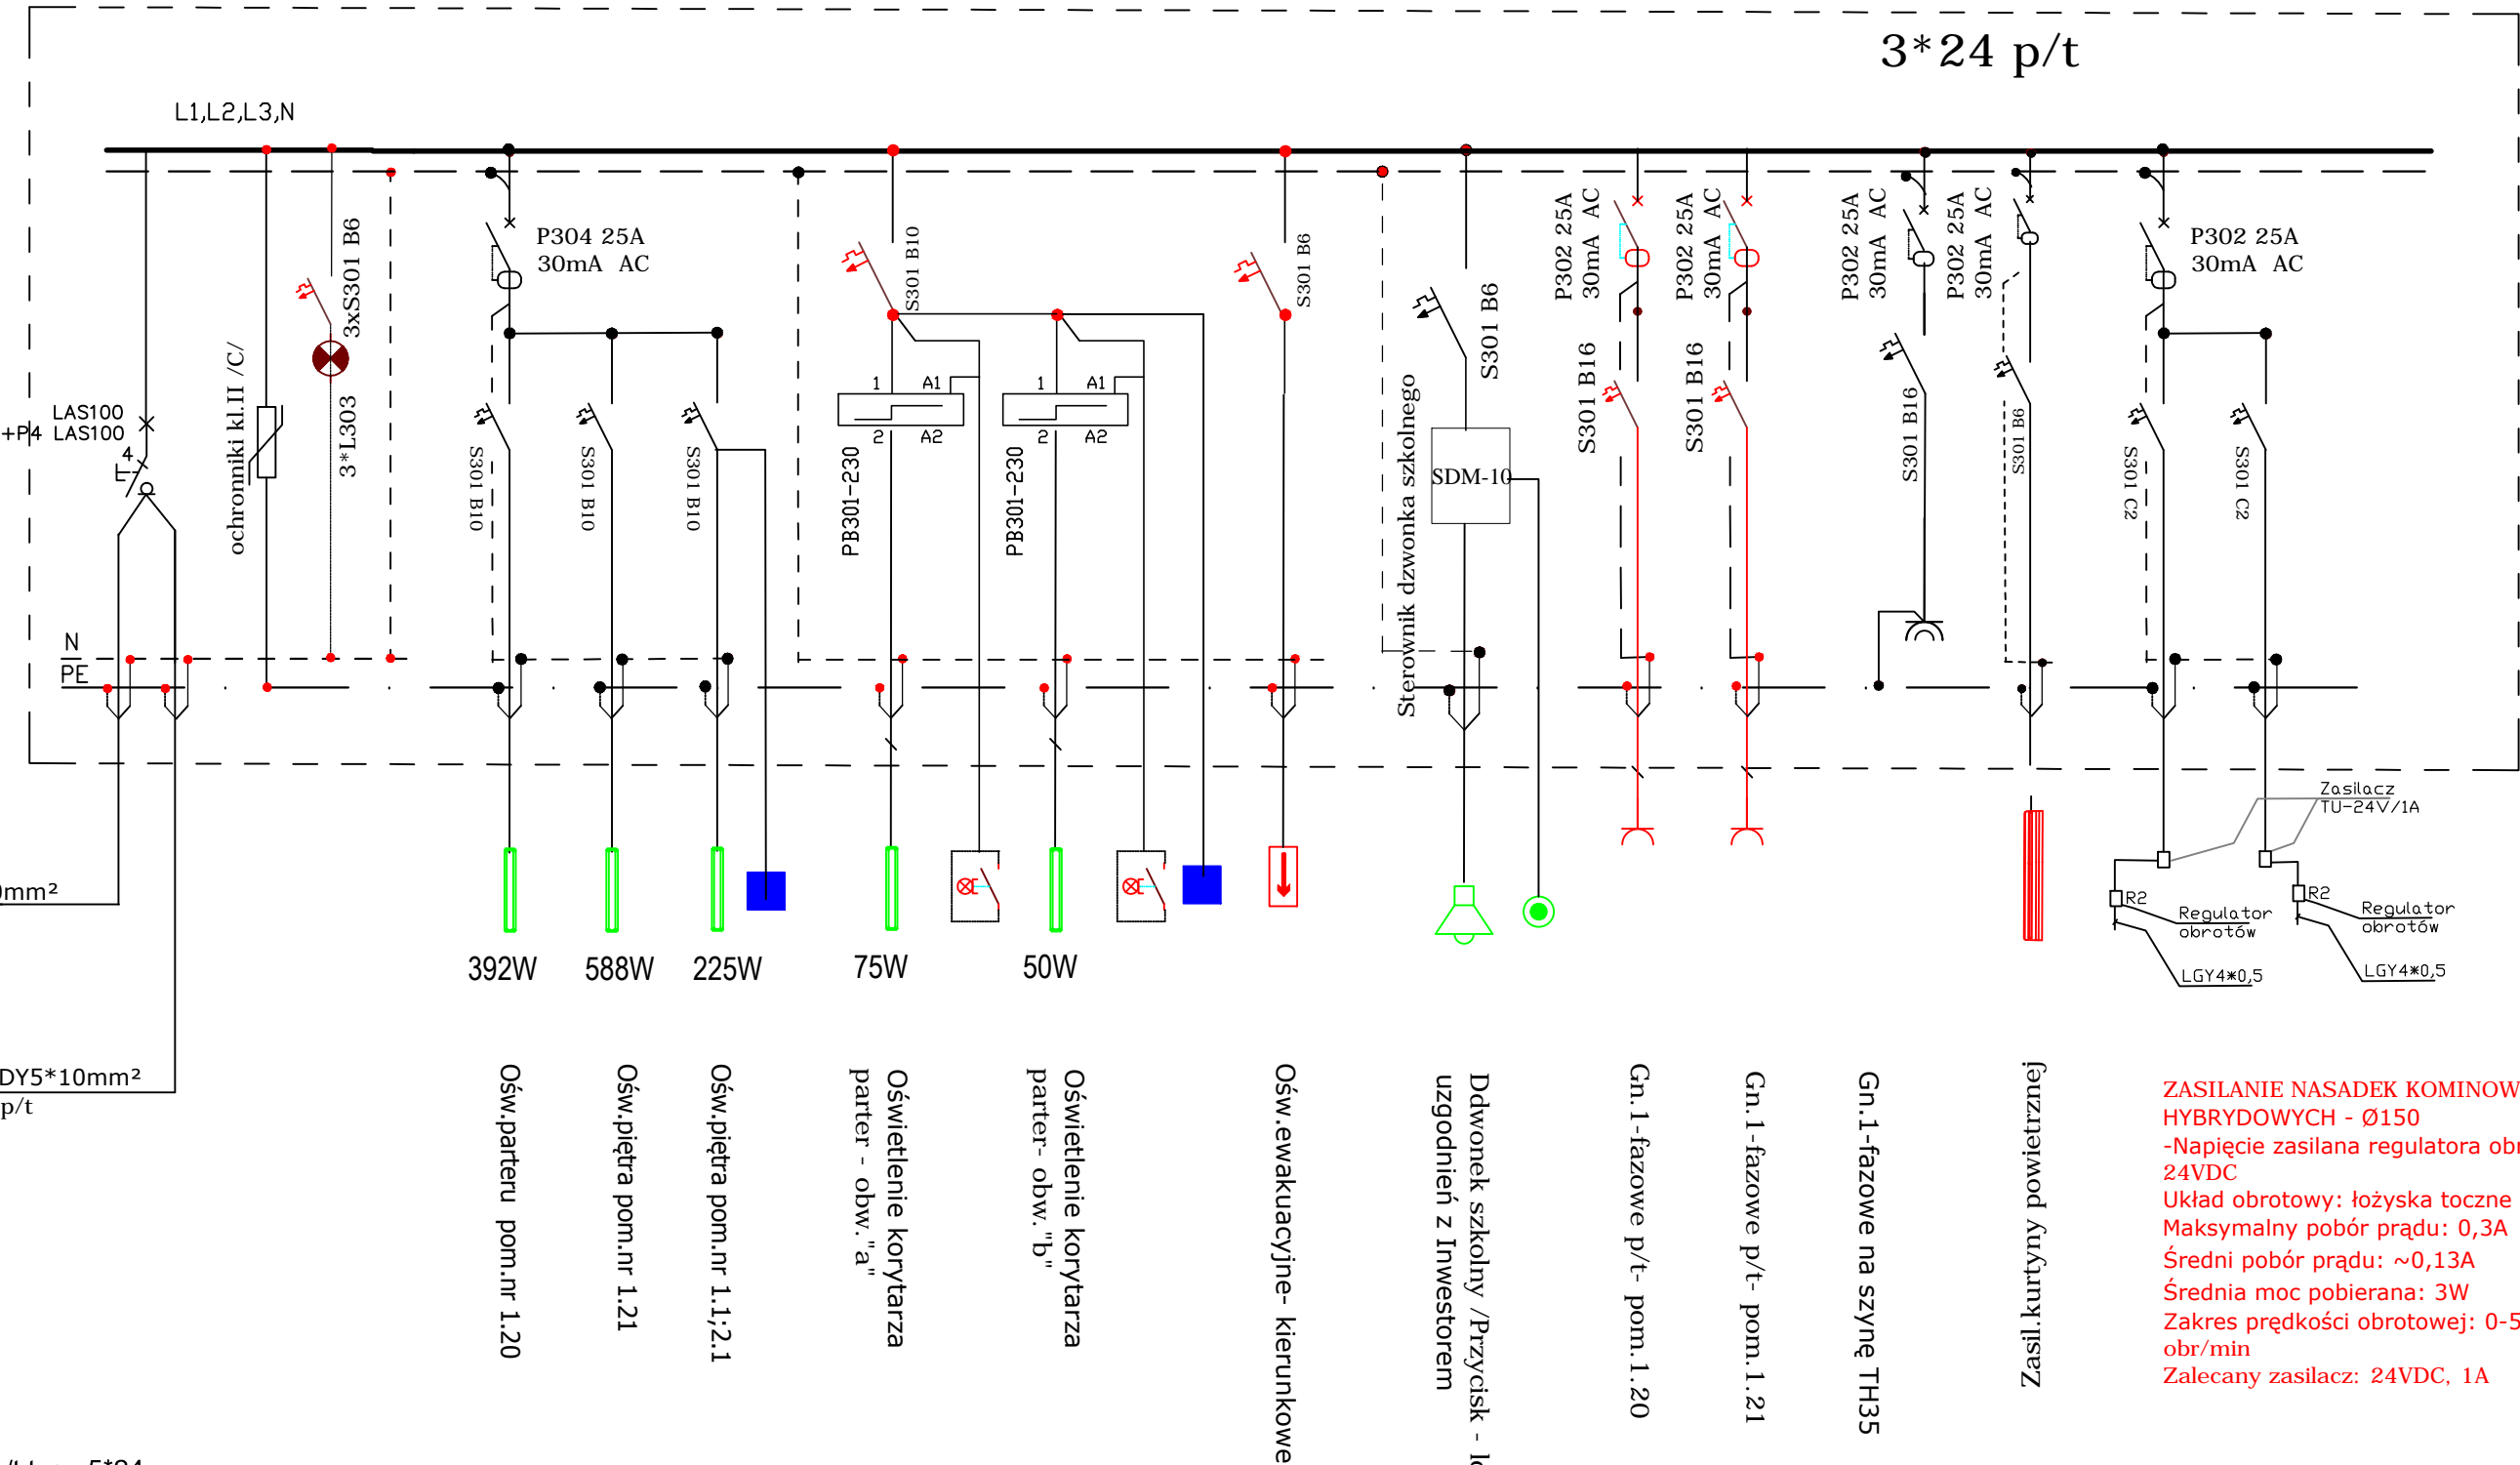 3*24 p/t
L1,L2,L3,N
LAS100
+P4 LAS100
4
ochronniki kl.II /C/
3xS301 B6
3*L303
P304 25A
30mA AC
S301 B10
S301 B10
S301 B10
S301 B10
1
A1
2
A2
PB301-230
1
A1
2
A2
PB301-230
S301 B6
Sterownik dzwonka szkolnego
S301 B6
SDM-10
P302 25A
30mA AC
S301 B16
P302 25A
30mA AC
S301 B16
P302 25A
30mA AC
S301 B16
P302 25A
30mA AC
S301 B6
P302 25A
30mA AC
S301 C2
S301 C2
N
PE
Zasilacz
TU-24V/1A
R2
Regulator
obrotów
LGY4*0,5
R2
Regulator
obrotów
LGY4*0,5
0mm²
DY5*10mm²
p/t
392W
588W
225W
75W
50W
Ośw.parteru pom.nr 1.20
Ośw.piętra pom.nr 1.21
Ośw.piętra pom.nr 1.1;2.1
Oświetlenie korytarza
parter - obw."a"
Oświetlenie korytarza
parter- obw."b"
Ośw.ewakuacyjne- kierunkowe
Ddwonek szkolny /Przycisk - lo
uzgodnień z Inwestorem
Gn.1-fazowe p/t- pom.1.20
Gn.1-fazowe p/t- pom.1.21
Gn.1-fazowe na szynę TH35
Zasil.kurtyny powietrznej
ZASILANIE NASADEK KOMINOW
HYBRYDOWYCH - Ø150
-Napięcie zasilana regulatora obr
24VDC
Układ obrotowy: łożyska toczne
Maksymalny pobór prądu: 0,3A
Średni pobór prądu: ~0,13A
Średnia moc pobierana: 3W
Zakres prędkości obrotowej: 0-5
obr/min
Zalecany zasilacz: 24VDC, 1A